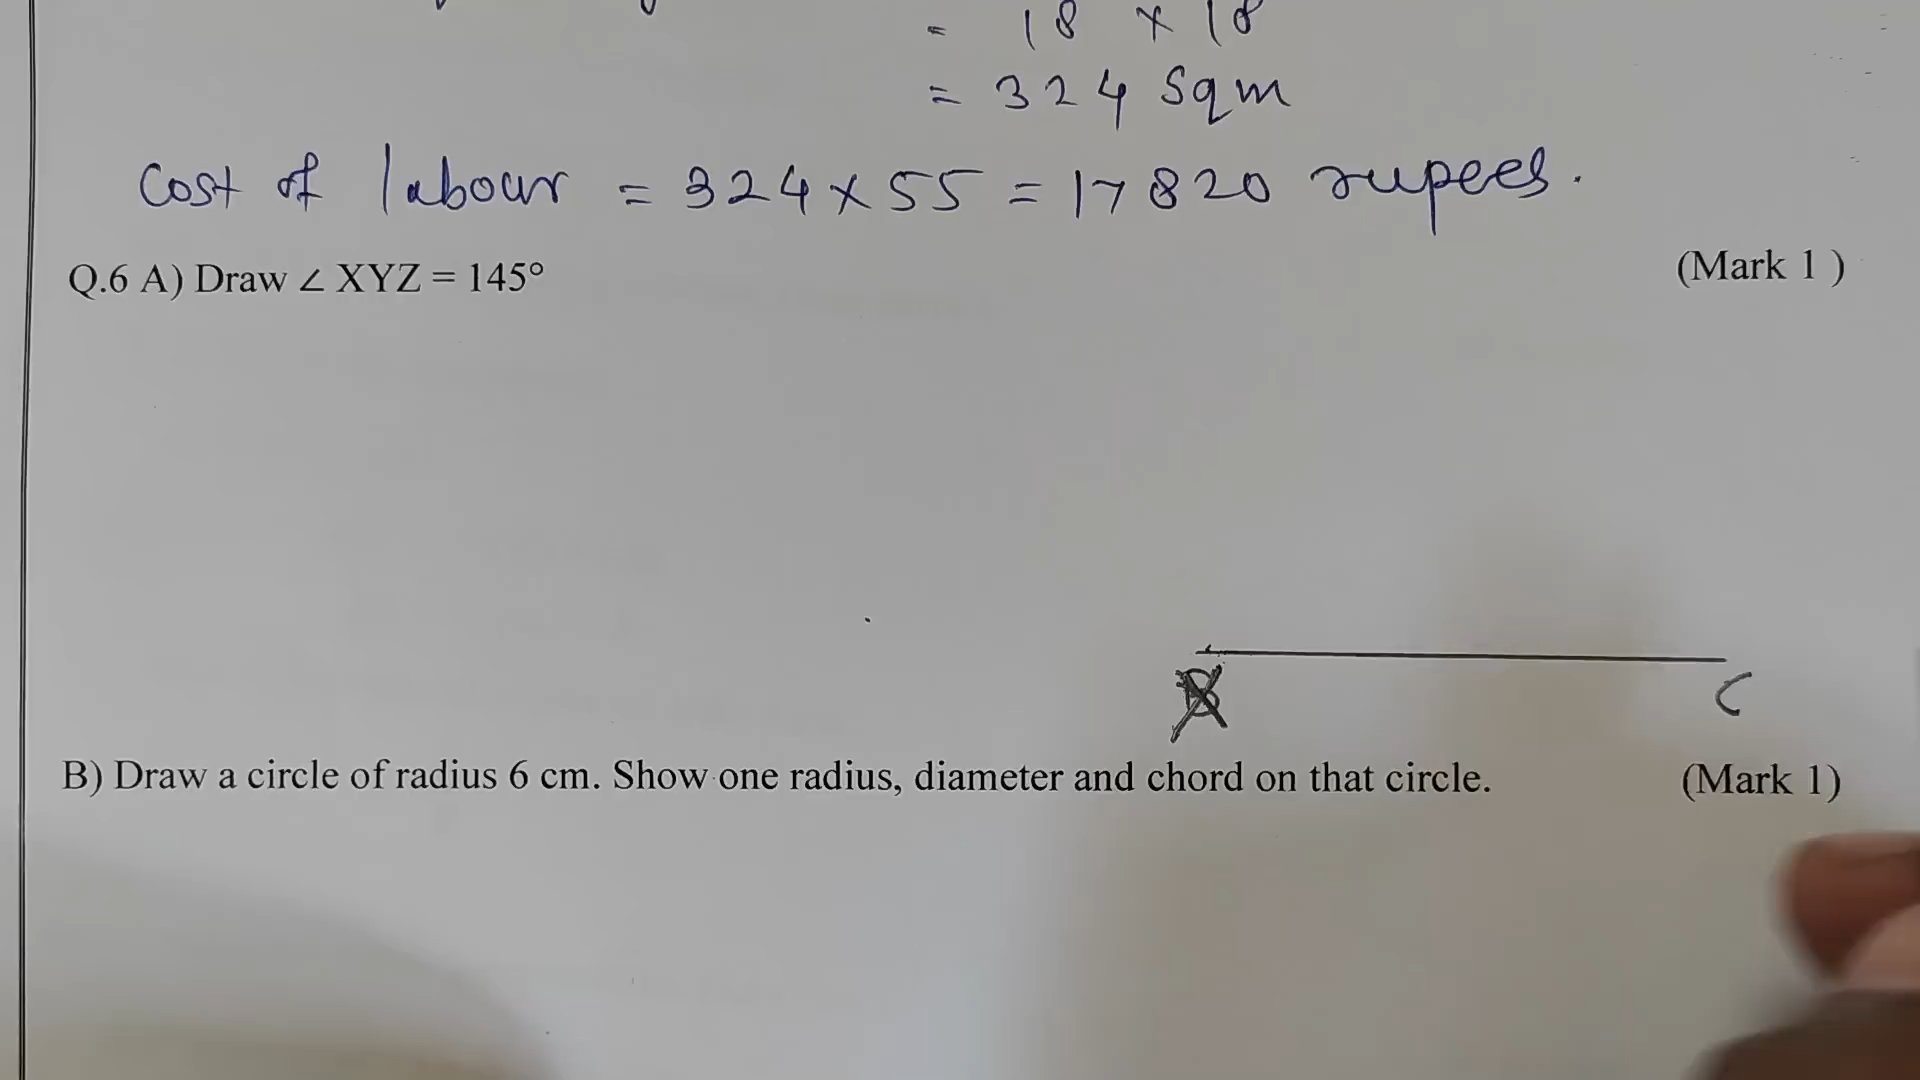 = 18 × 18
= 324 Sqm
Cost of labour = 324 × 55 = 17820 rupees.
Q.6 A) Draw ∠ XYZ = 145° (Mark 1 )
C
B) Draw a circle of radius 6 cm. Show one radius, diameter and chord on that circle. (Mark 1)